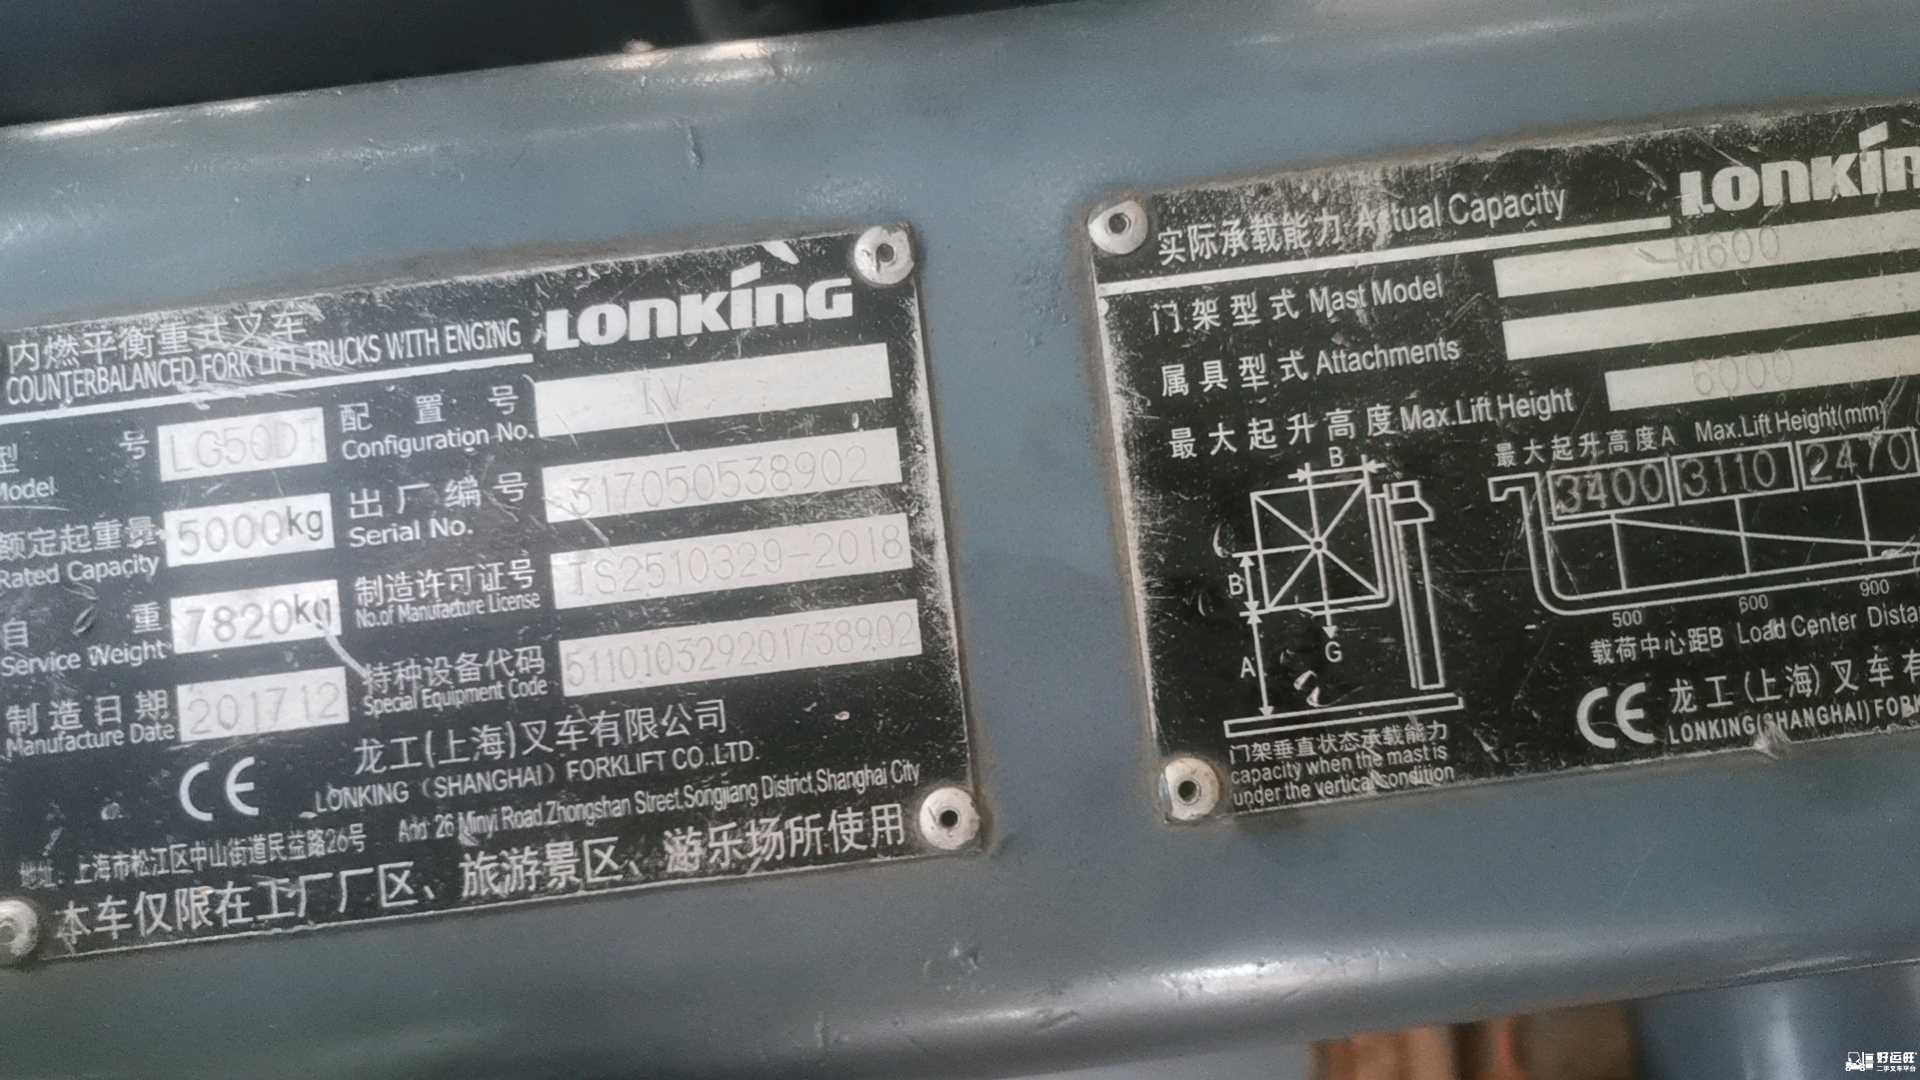 内燃平衡重式叉车
COUNTERBALANCED FORK LIFT TRUCKS WITH ENGING
LONKING
型 号 LG50DT
Model
配 置 号 IV
Configuration No.
额定起重量 5000kg
Rated Capacity
出 厂 编 号 317050538902
Serial No.
自 重 7820kg
Service Weight
制造许可证号 TS2510329-2018
No.of Manufacture License
制 造 日 期 201712
Manufacture Date
特种设备代码 511010329201738902
Special Equipment Code
CE
龙工(上海)叉车有限公司
LONKING (SHANGHAI) FORKLIFT CO.,LTD.
地址: 上海市松江区中山街道民益路26号 Add: 26 Minyi Road,Zhongshan Street,Songjiang District,Shanghai City
本车仅限在工厂厂区、旅游景区、游乐场所使用
实际承载能力 Actual Capacity
门 架 型 式 Mast Model M600
属 具 型 式 Attachments
最 大 起 升 高 度 Max.Lift Height 6000
最大起升高度A Max.Lift Height(mm)
3400 3110 2470
B
B
A
G
500 600 900
载荷中心距B Load Center
门架垂直状态承载能力
capacity when the mast is
under the vertical condition
CE
龙工(上海)叉车有
LONKING(SHANGHAI)
好运旺
二手叉车平台